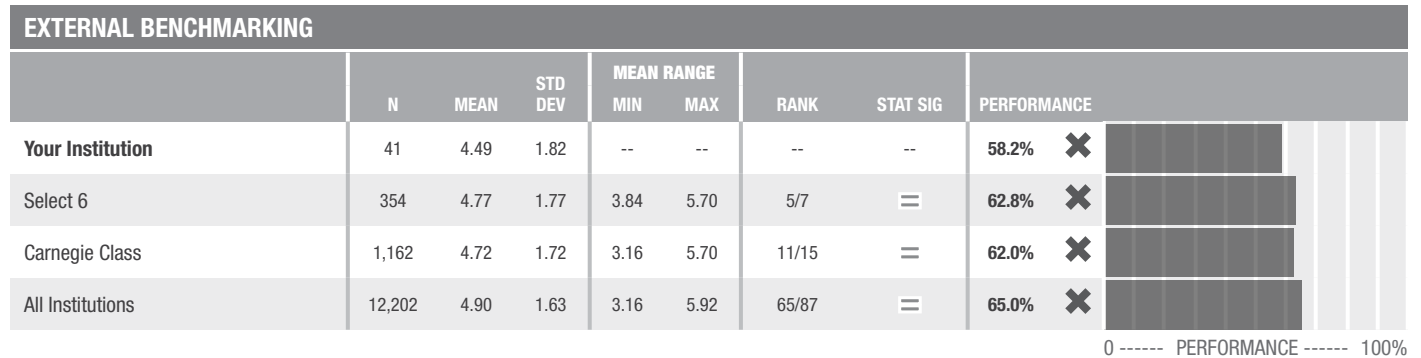 EXTERNAL BENCHMARKING
N MEAN STD DEV MEAN RANGE MIN MAX RANK STAT SIG PERFORMANCE
Your Institution 41 4.49 1.82 -- -- -- -- 58.2% ✖
Select 6 354 4.77 1.77 3.84 5.70 5/7 = 62.8% ✖
Carnegie Class 1,162 4.72 1.72 3.16 5.70 11/15 = 62.0% ✖
All Institutions 12,202 4.90 1.63 3.16 5.92 65/87 = 65.0% ✖
0 ------ PERFORMANCE ------ 100%